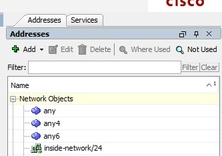 cisco
Addresses Services
Addresses
Add Edit Delete Where Used Not Used
Filter: Filter Clear
Name
Network Objects
any
any4
any6
inside-network/24